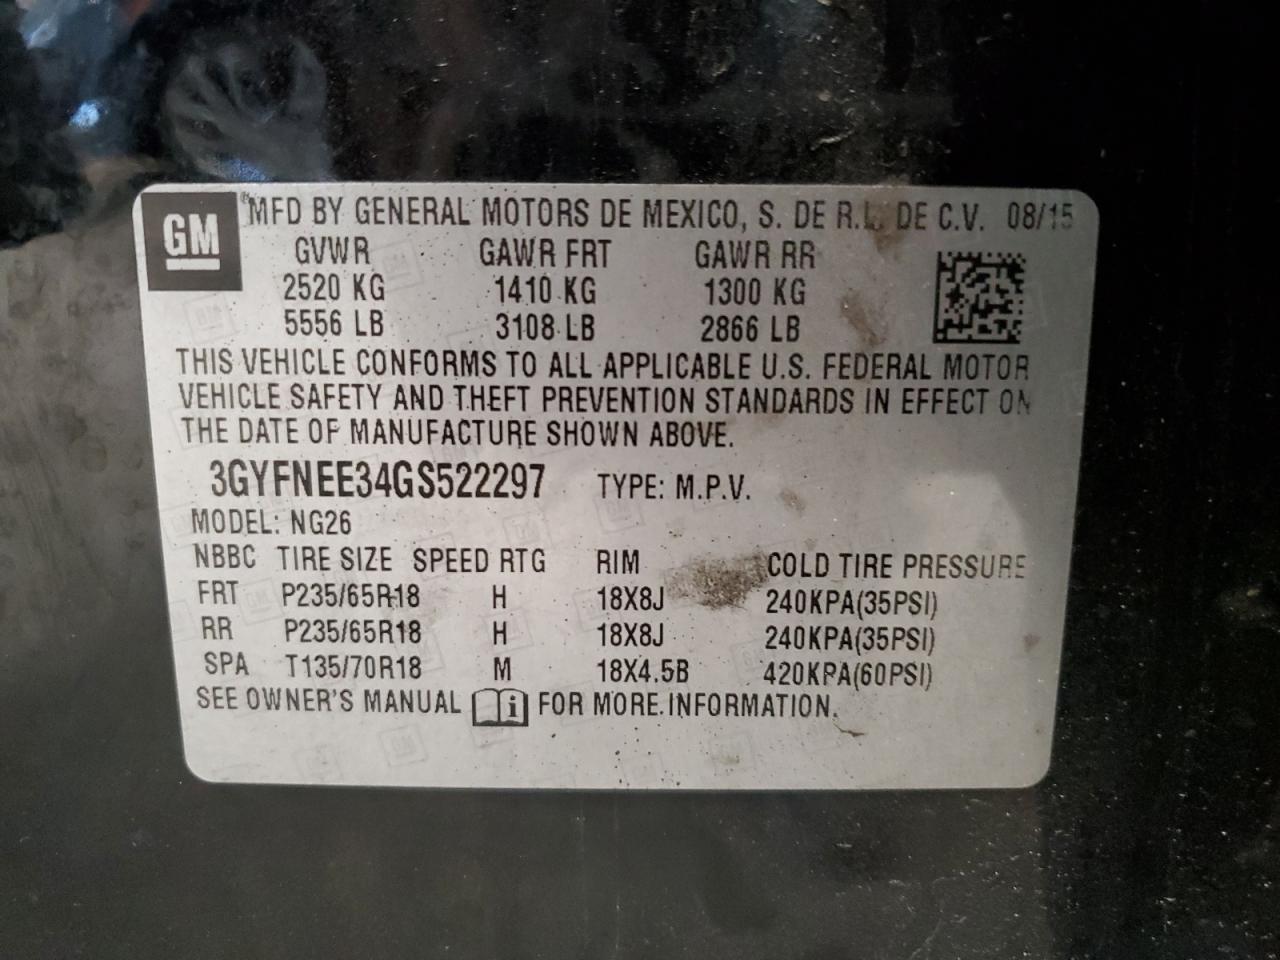 GM
MFD BY GENERAL MOTORS DE MEXICO, S. DE R.L. DE C.V. 08/15
GVWR GAWR FRT GAWR RR
2520 KG 1410 KG 1300 KG
5556 LB 3108 LB 2866 LB
THIS VEHICLE CONFORMS TO ALL APPLICABLE U.S. FEDERAL MOTOR
VEHICLE SAFETY AND THEFT PREVENTION STANDARDS IN EFFECT ON
THE DATE OF MANUFACTURE SHOWN ABOVE.
3GYFNEE34GS522297 TYPE: M.P.V.
MODEL: NG26
NBBC TIRE SIZE SPEED RTG RIM COLD TIRE PRESSURE
FRT P235/65R18 H 18X8J 240KPA(35PSI)
RR P235/65R18 H 18X8J 240KPA(35PSI)
SPA T135/70R18 M 18X4.5B 420KPA(60PSI)
SEE OWNER'S MANUAL i FOR MORE INFORMATION.